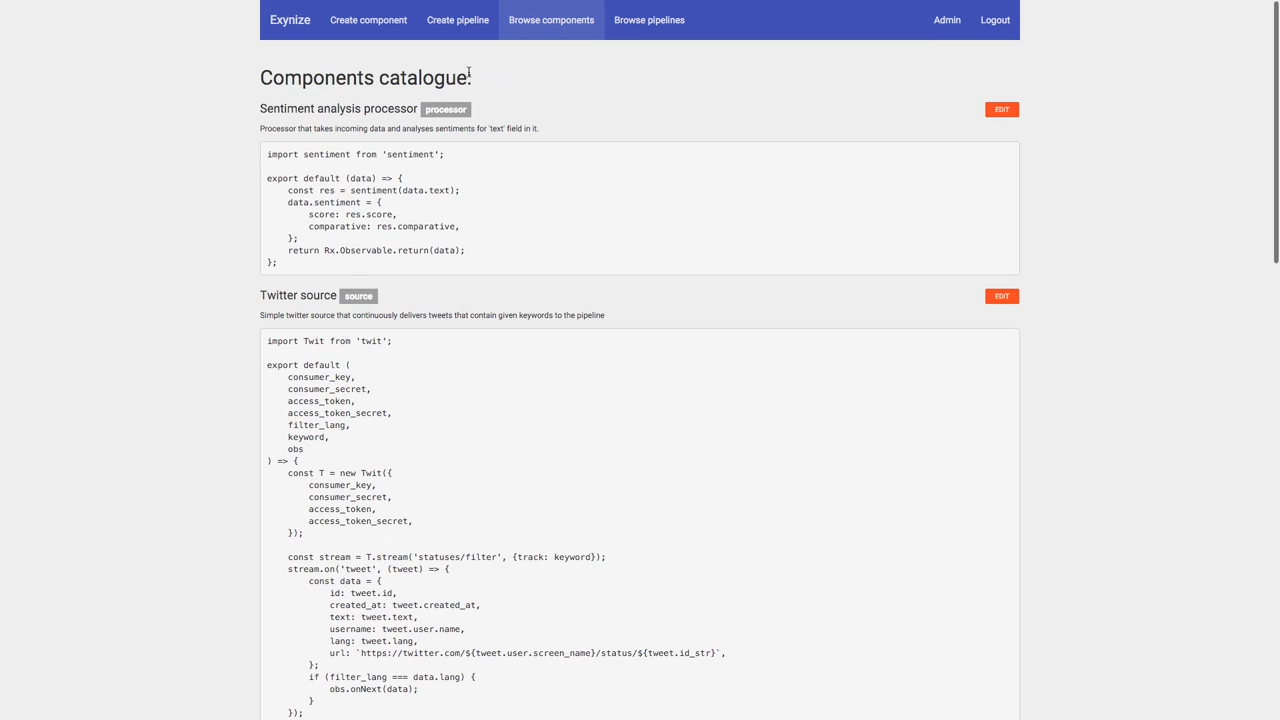 Exynize Create component Create pipeline Browse components Browse pipelines Admin Logout
Components catalogue:
Sentiment analysis processor processor EDIT
Processor that takes incoming data and analyses sentiments for 'text' field in it.
import sentiment from 'sentiment';
export default (data) => {
    const res = sentiment(data.text);
    data.sentiment = {
        score: res.score,
        comparative: res.comparative,
    };
    return Rx.Observable.return(data);
};
Twitter source source EDIT
Simple twitter source that continuously delivers tweets that contain given keywords to the pipeline
import Twit from 'twit';
export default (
    consumer_key,
    consumer_secret,
    access_token,
    access_token_secret,
    filter_lang,
    keyword,
    obs
) => {
    const T = new Twit({
        consumer_key,
        consumer_secret,
        access_token,
        access_token_secret,
    });
    const stream = T.stream('statuses/filter', {track: keyword});
    stream.on('tweet', (tweet) => {
        const data = {
            id: tweet.id,
            created_at: tweet.created_at,
            text: tweet.text,
            username: tweet.user.name,
            lang: tweet.lang,
            url: `https://twitter.com/${tweet.user.screen_name}/status/${tweet.id_str}`,
        };
        if (filter_lang === data.lang) {
            obs.onNext(data);
        }
    });